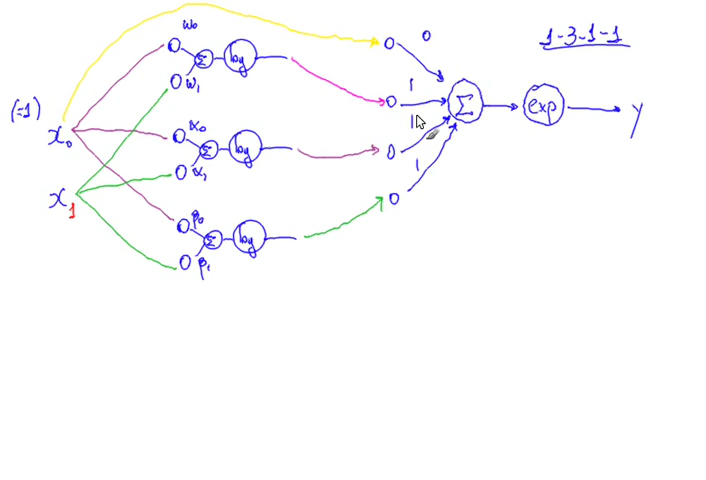 w₀
0
1-3-1-1
Σ
log
w₁
1
(=1)
Σ
exp
y
x₀
α₀
1
Σ
log
α₁
1
x₁
β₀
Σ
log
β₁